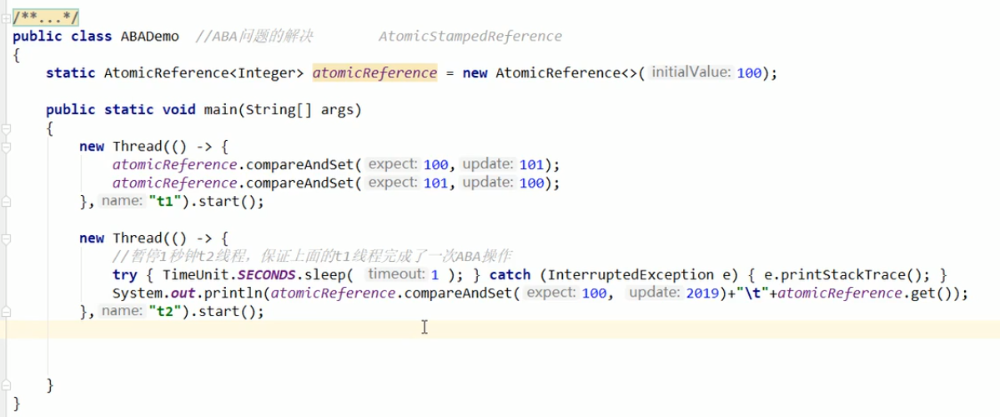 /**...*/
public class ABADemo //ABA问题的解决 AtomicStampedReference
{
static AtomicReference<Integer> atomicReference = new AtomicReference<>( initialValue: 100);
public static void main(String[] args)
{
new Thread(() -> {
atomicReference.compareAndSet( expect: 100, update: 101);
atomicReference.compareAndSet( expect: 101, update: 100);
}, name: "t1").start();
new Thread(() -> {
//暂停1秒钟t2线程，保证上面的t1线程完成了一次ABA操作
try { TimeUnit.SECONDS.sleep( timeout: 1 ); } catch (InterruptedException e) { e.printStackTrace(); }
System.out.println(atomicReference.compareAndSet( expect: 100, update: 2019)+"\t"+atomicReference.get());
}, name: "t2").start();
}
}